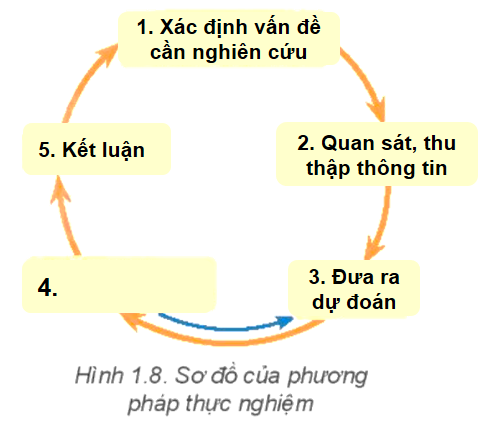 1. Xác định vấn đề
cần nghiên cứu
2. Quan sát, thu
thập thông tin
3. Đưa ra
dự đoán
4.
5. Kết luận
Hình 1.8. Sơ đồ của phương
pháp thực nghiệm